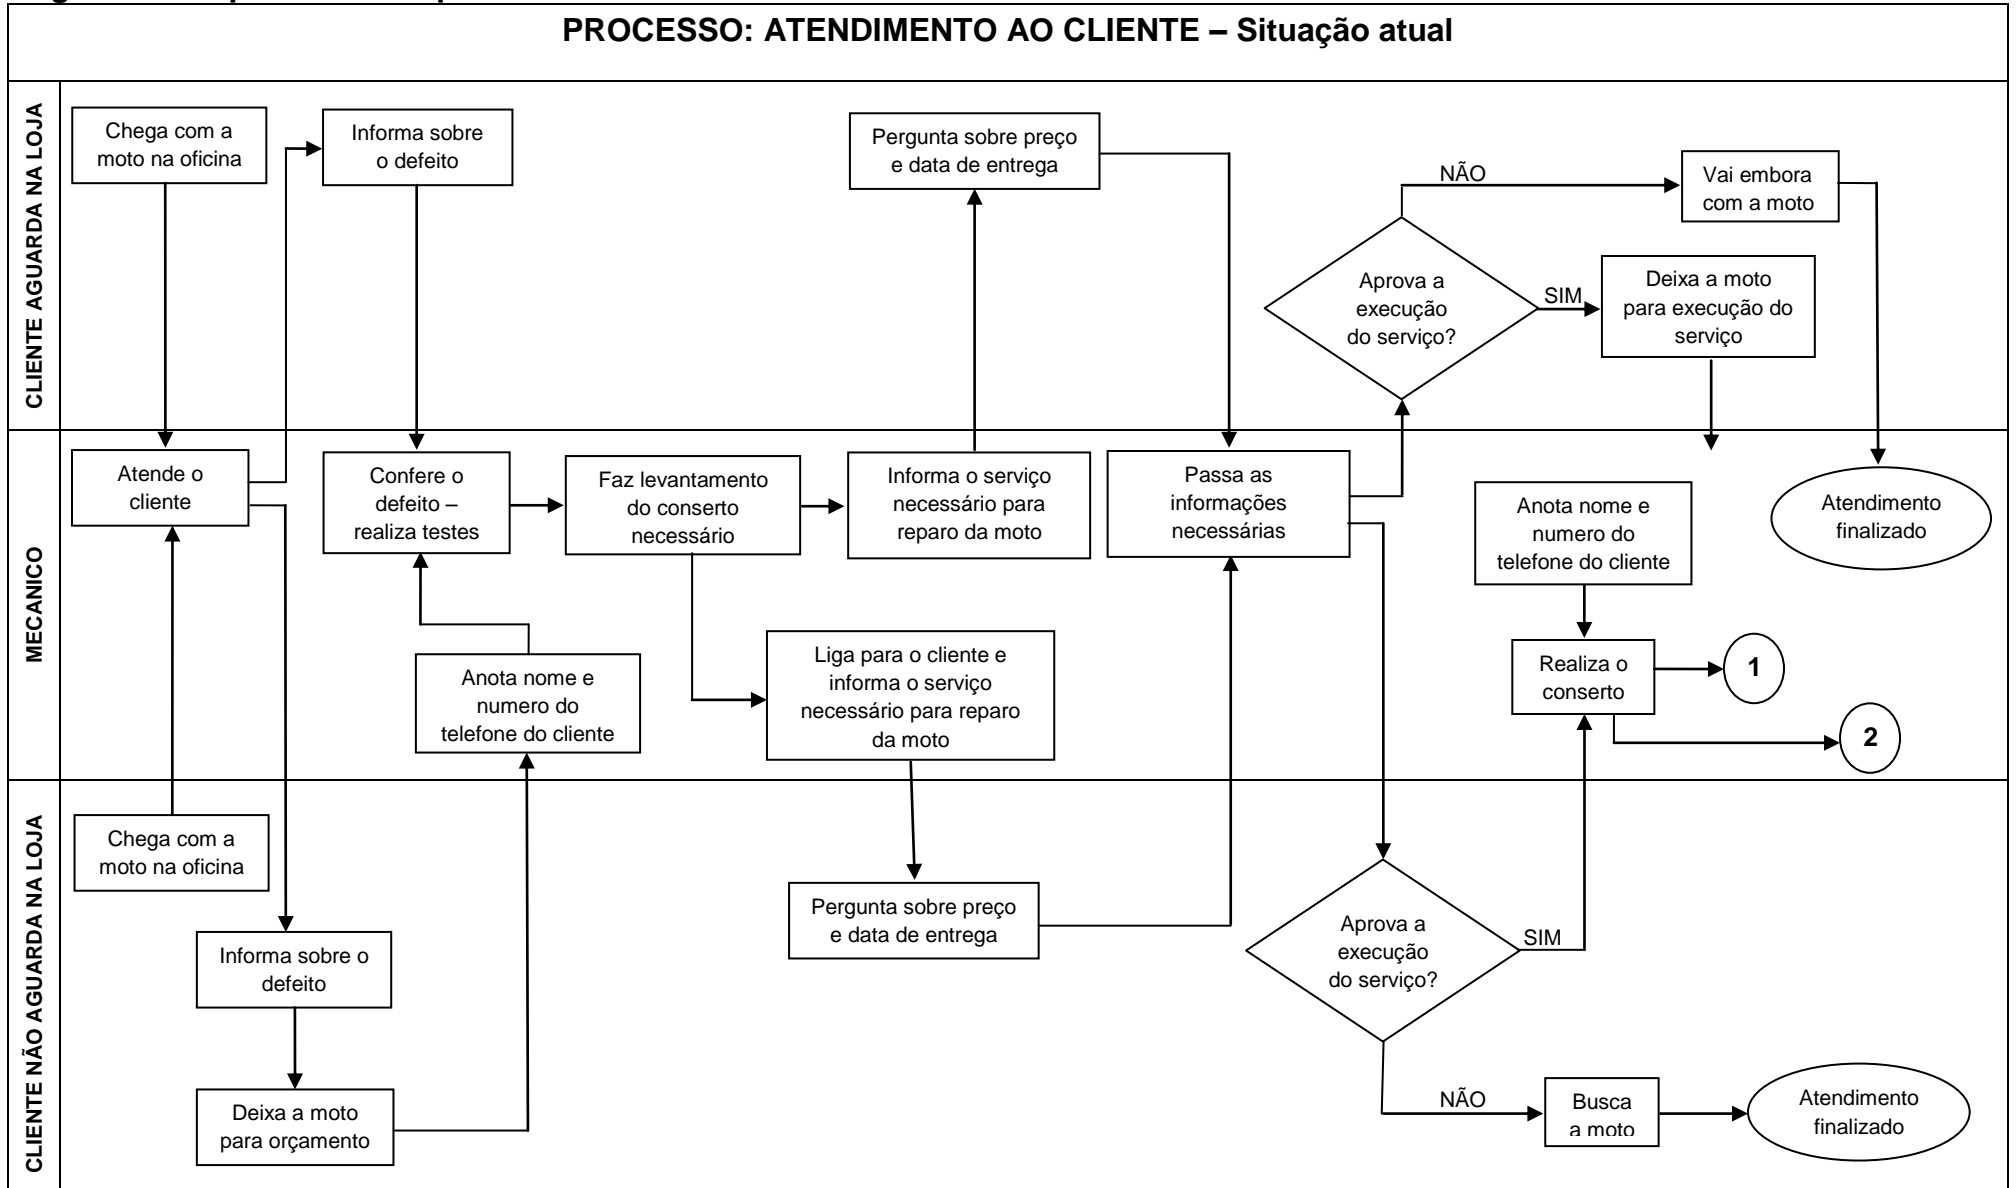 PROCESSO: ATENDIMENTO AO CLIENTE – Situação atual
CLIENTE AGUARDA NA LOJA
Chega com a
moto na oficina
Informa sobre
o defeito
Pergunta sobre preço
e data de entrega
Aprova a
execução
do serviço?
NÃO
Vai embora
com a moto
SIM
Deixa a moto
para execução do
serviço
MECANICO
Atende o
cliente
Confere o
defeito –
realiza testes
Faz levantamento
do conserto
necessário
Informa o serviço
necessário para
reparo da moto
Passa as
informações
necessárias
Anota nome e
numero do
telefone do cliente
Atendimento
finalizado
Anota nome e
numero do
telefone do cliente
Liga para o cliente e
informa o serviço
necessário para reparo
da moto
Realiza o
conserto
1
2
CLIENTE NÃO AGUARDA NA LOJA
Chega com a
moto na oficina
Informa sobre o
defeito
Deixa a moto
para orçamento
Pergunta sobre preço
e data de entrega
Aprova a
execução
do serviço?
SIM
NÃO
Busca
a moto
Atendimento
finalizado